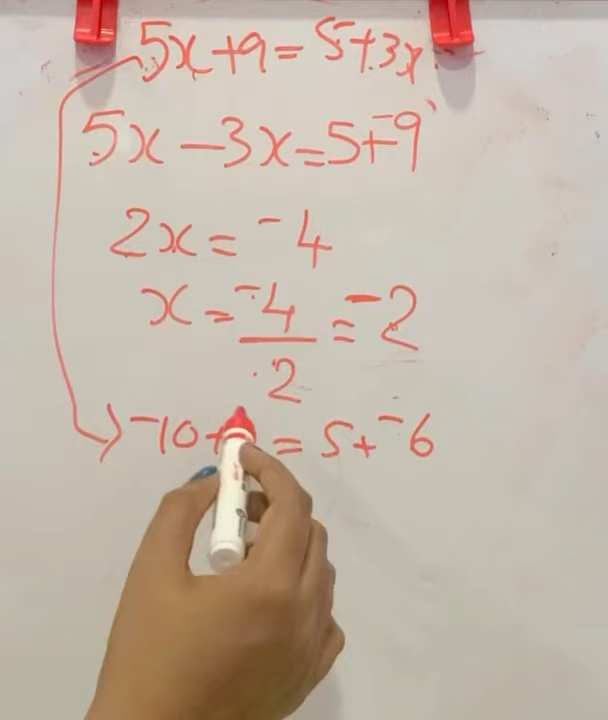 5x+9=5+3x
5x-3x=5+⁻9
2x=⁻4
x=⁻4/2=⁻2
⁻10+ =5+⁻6